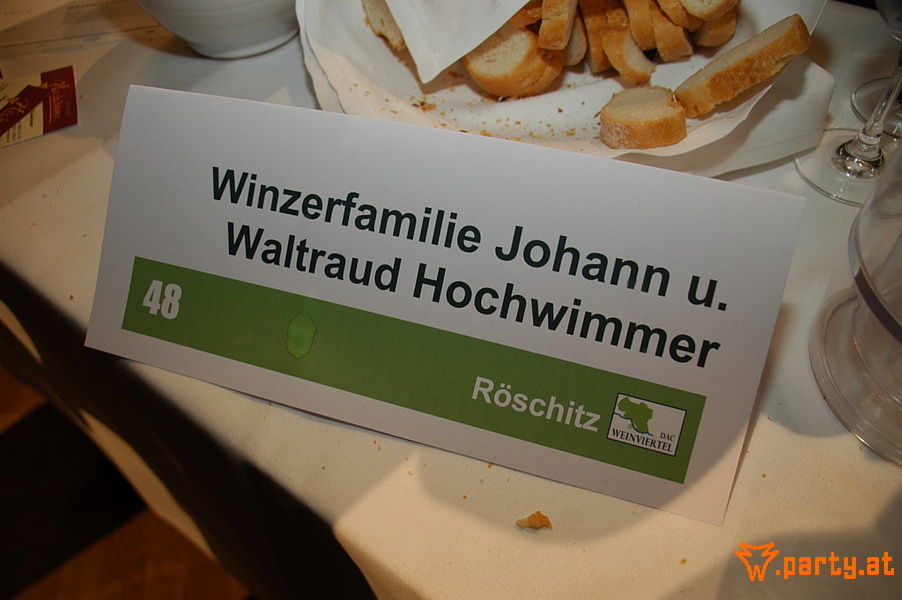 Winzerfamilie Johann u.
Waltraud Hochwimmer
48
Röschitz
DAC
WEINVIERTEL
W.party.at